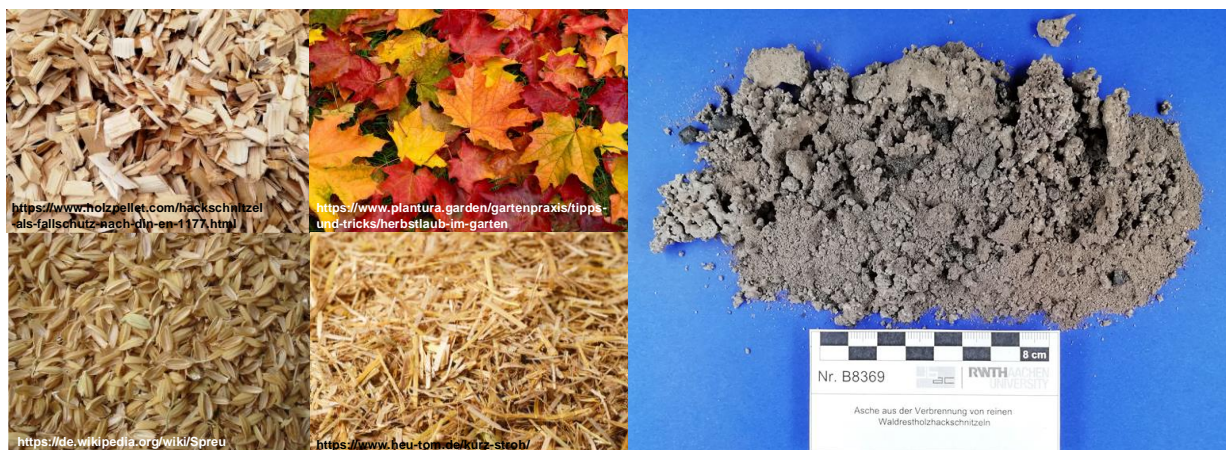 https://www.holzpellet.com/hackschnitzel
-als-fallschutz-nach-din-en-1177.html
https://www.plantura.garden/gartenpraxis/tipps-
und-tricks/herbstlaub-im-garten
https://de.wikipedia.org/wiki/Spreu
https://www.heu-tom.de/kurz-stroh/
8 cm
Nr. B8369
ac
RWTH AACHEN
UNIVERSITY
Asche aus der Verbrennung von reinen
Waldrestholzhackschnitzeln